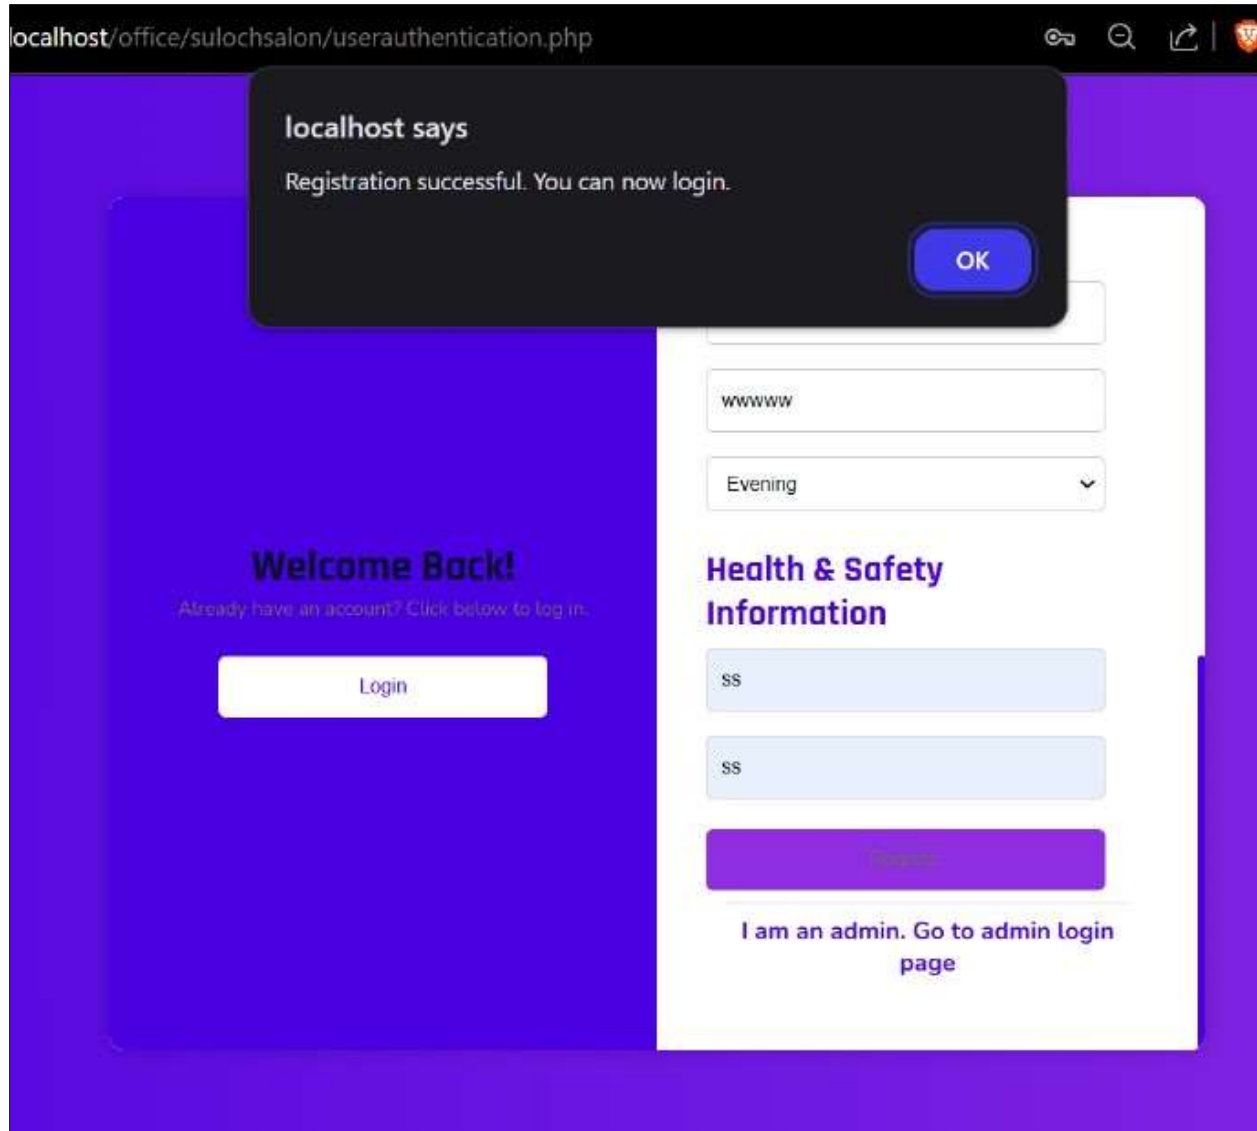 localhost/office/sulochsalon/userauthentication.php
localhost says
Registration successful. You can now login.
OK
wwwww
Evening
Welcome Back!
Already have an account? Click below to log in.
Login
Health & Safety
Information
ss
ss
I am an admin. Go to admin login
page